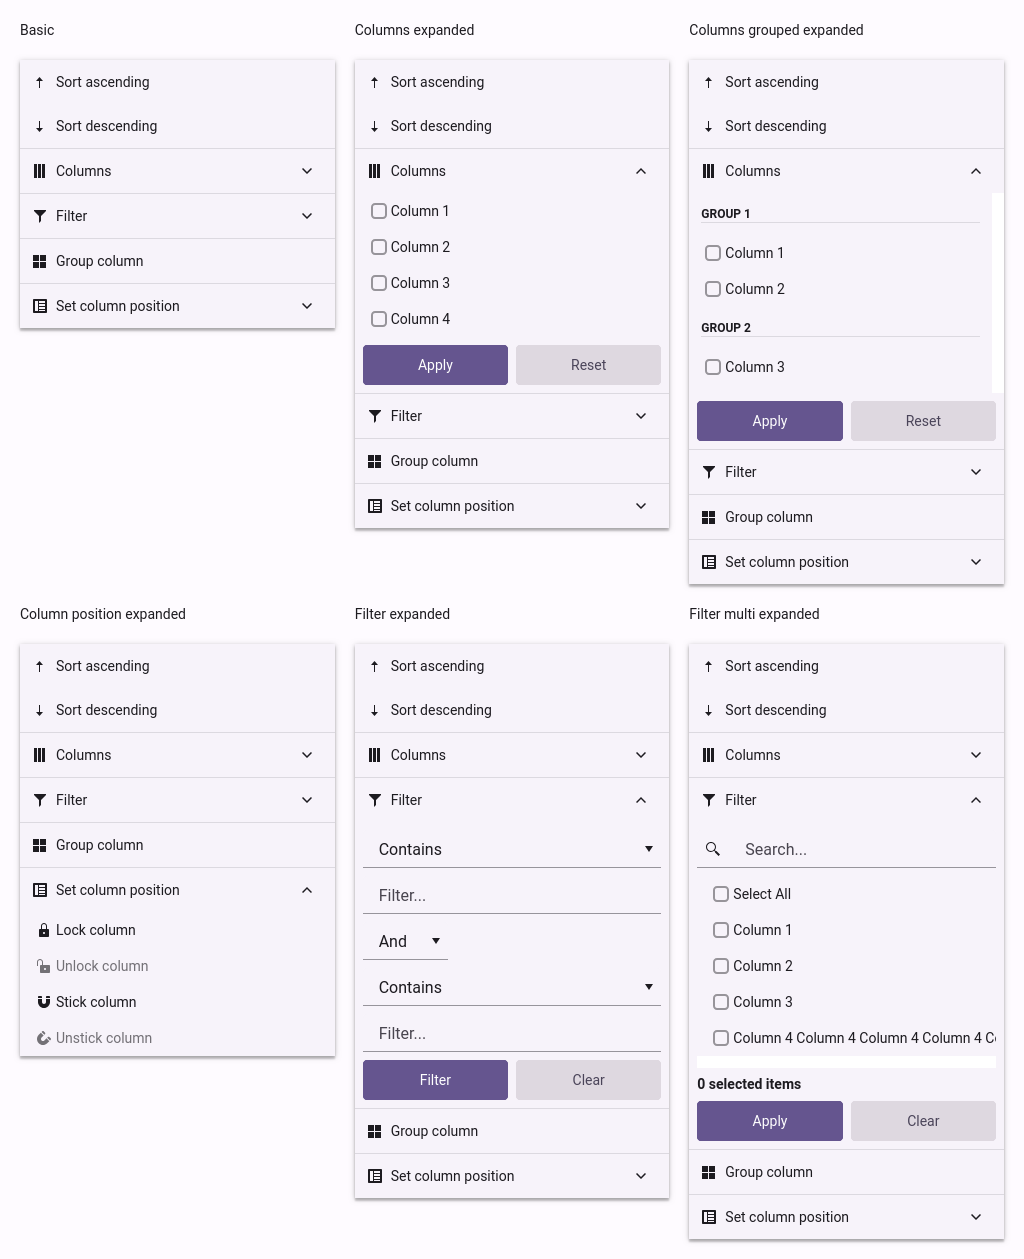 Basic
Sort ascending
Sort descending
Columns
Filter
Group column
Set column position
Columns expanded
Sort ascending
Sort descending
Columns
Column 1
Column 2
Column 3
Column 4
Apply Reset
Filter
Group column
Set column position
Columns grouped expanded
Sort ascending
Sort descending
Columns
GROUP 1
Column 1
Column 2
GROUP 2
Column 3
Apply Reset
Filter
Group column
Set column position
Column position expanded
Sort ascending
Sort descending
Columns
Filter
Group column
Set column position
Lock column
Unlock column
Stick column
Unstick column
Filter expanded
Sort ascending
Sort descending
Columns
Filter
Contains
Filter...
And
Contains
Filter...
Filter Clear
Group column
Set column position
Filter multi expanded
Sort ascending
Sort descending
Columns
Filter
Search...
Select All
Column 1
Column 2
Column 3
Column 4 Column 4 Column 4 Column 4
0 selected items
Apply Clear
Group column
Set column position